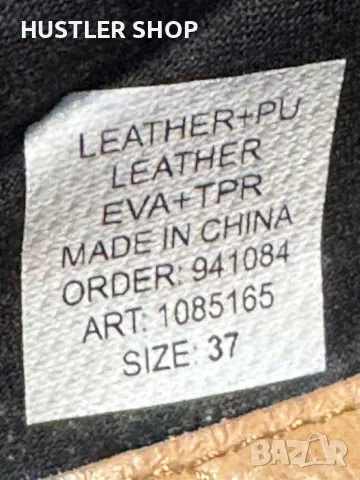 HUSTLER SHOP
LEATHER+PU
LEATHER
EVA+TPR
MADE IN CHINA
ORDER: 941084
ART: 1085165
SIZE: 37
BAZAR